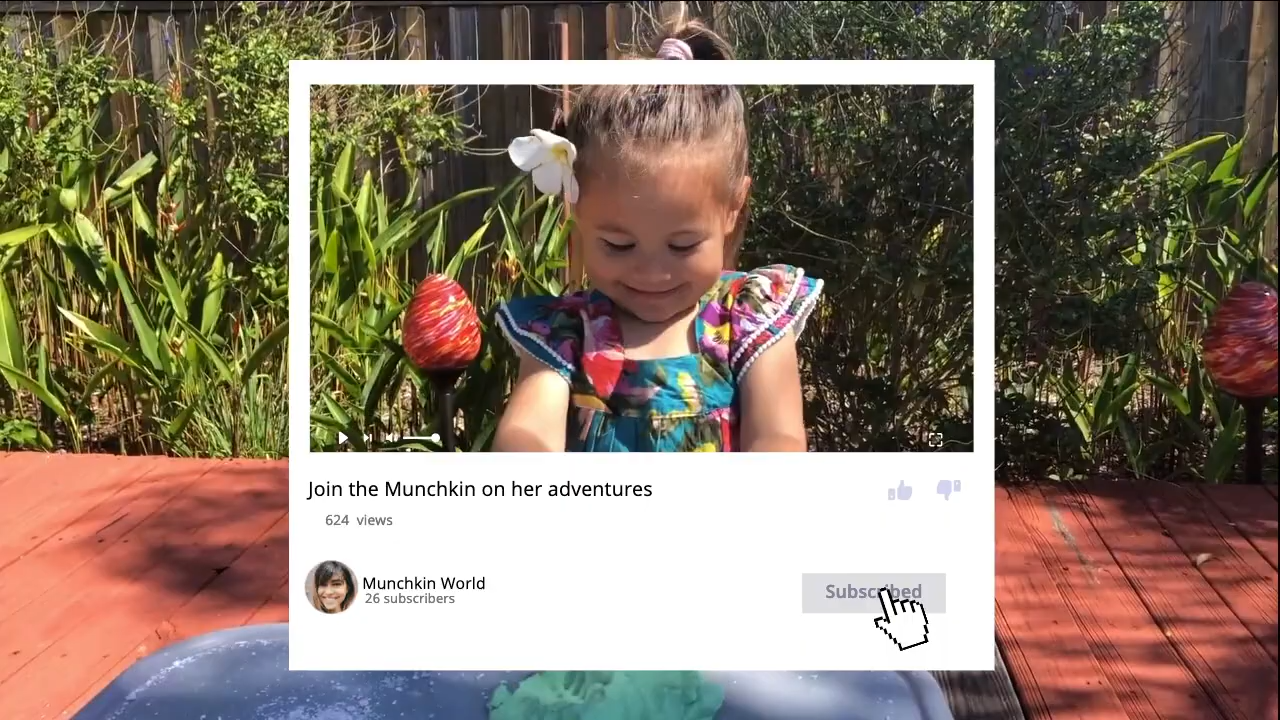 Join the Munchkin on her adventures
624 views
Munchkin World
26 subscribers
Subscribed